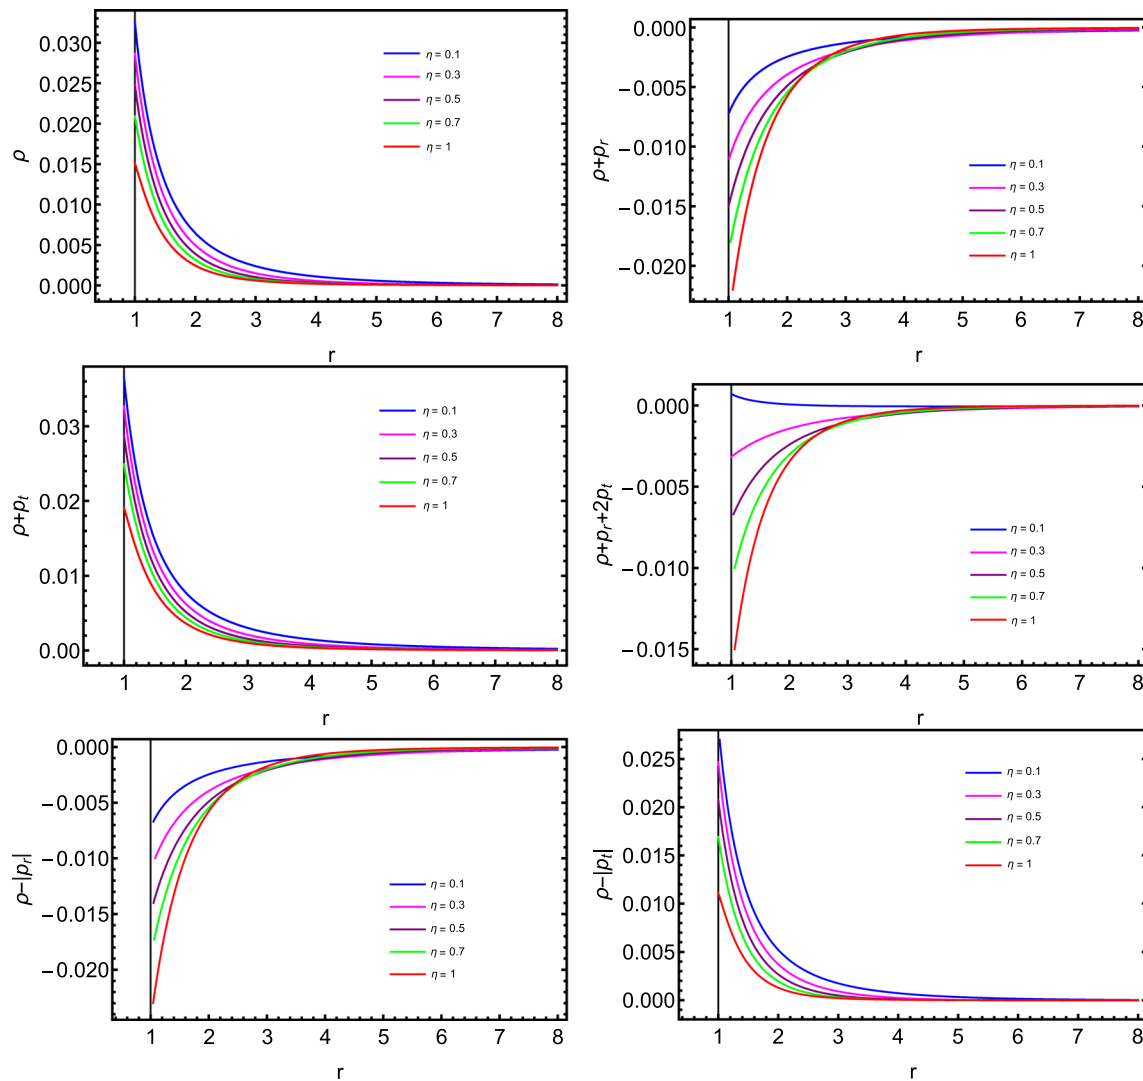 ρ
0.030
0.025
0.020
0.015
0.010
0.005
0.000
η = 0.1
η = 0.3
η = 0.5
η = 0.7
η = 1
1 2 3 4 5 6 7 8
r
ρ+pᵣ
0.000
−0.005
−0.010
−0.015
−0.020
η = 0.1
η = 0.3
η = 0.5
η = 0.7
η = 1
1 2 3 4 5 6 7 8
r
ρ+pₜ
0.03
0.02
0.01
0.00
η = 0.1
η = 0.3
η = 0.5
η = 0.7
η = 1
1 2 3 4 5 6 7 8
r
ρ+pᵣ+2pₜ
0.000
−0.005
−0.010
−0.015
η = 0.1
η = 0.3
η = 0.5
η = 0.7
η = 1
1 2 3 4 5 6 7 8
r
ρ−|pᵣ|
0.000
−0.005
−0.010
−0.015
−0.020
η = 0.1
η = 0.3
η = 0.5
η = 0.7
η = 1
1 2 3 4 5 6 7 8
r
ρ−|pₜ|
0.025
0.020
0.015
0.010
0.005
0.000
η = 0.1
η = 0.3
η = 0.5
η = 0.7
η = 1
1 2 3 4 5 6 7 8
r